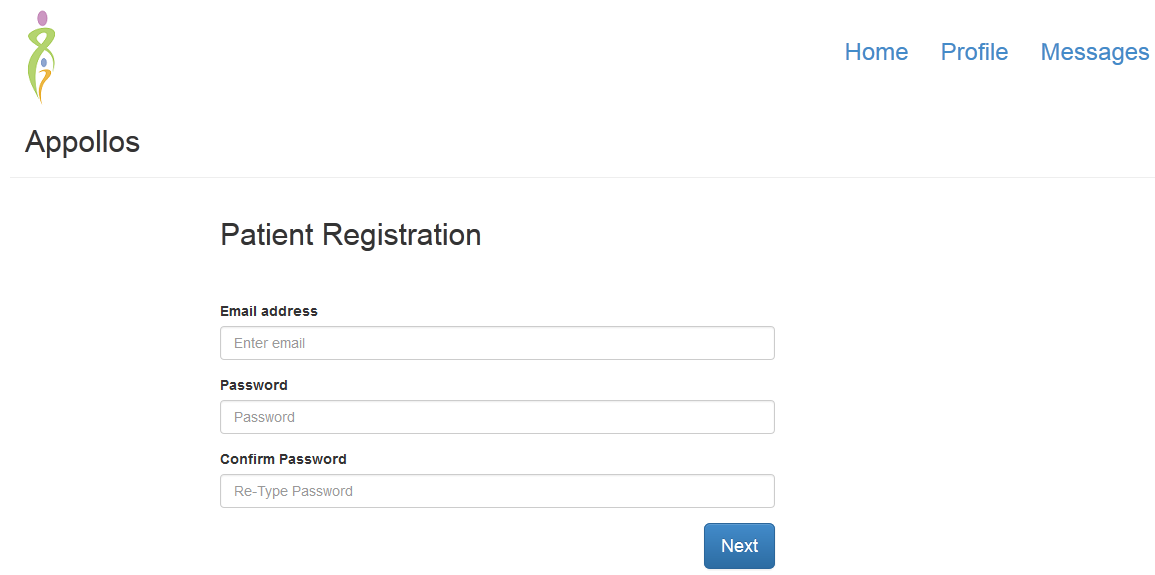 Home Profile Messages
Appollos
Patient Registration
Email address
Enter email
Password
Password
Confirm Password
Re-Type Password
Next